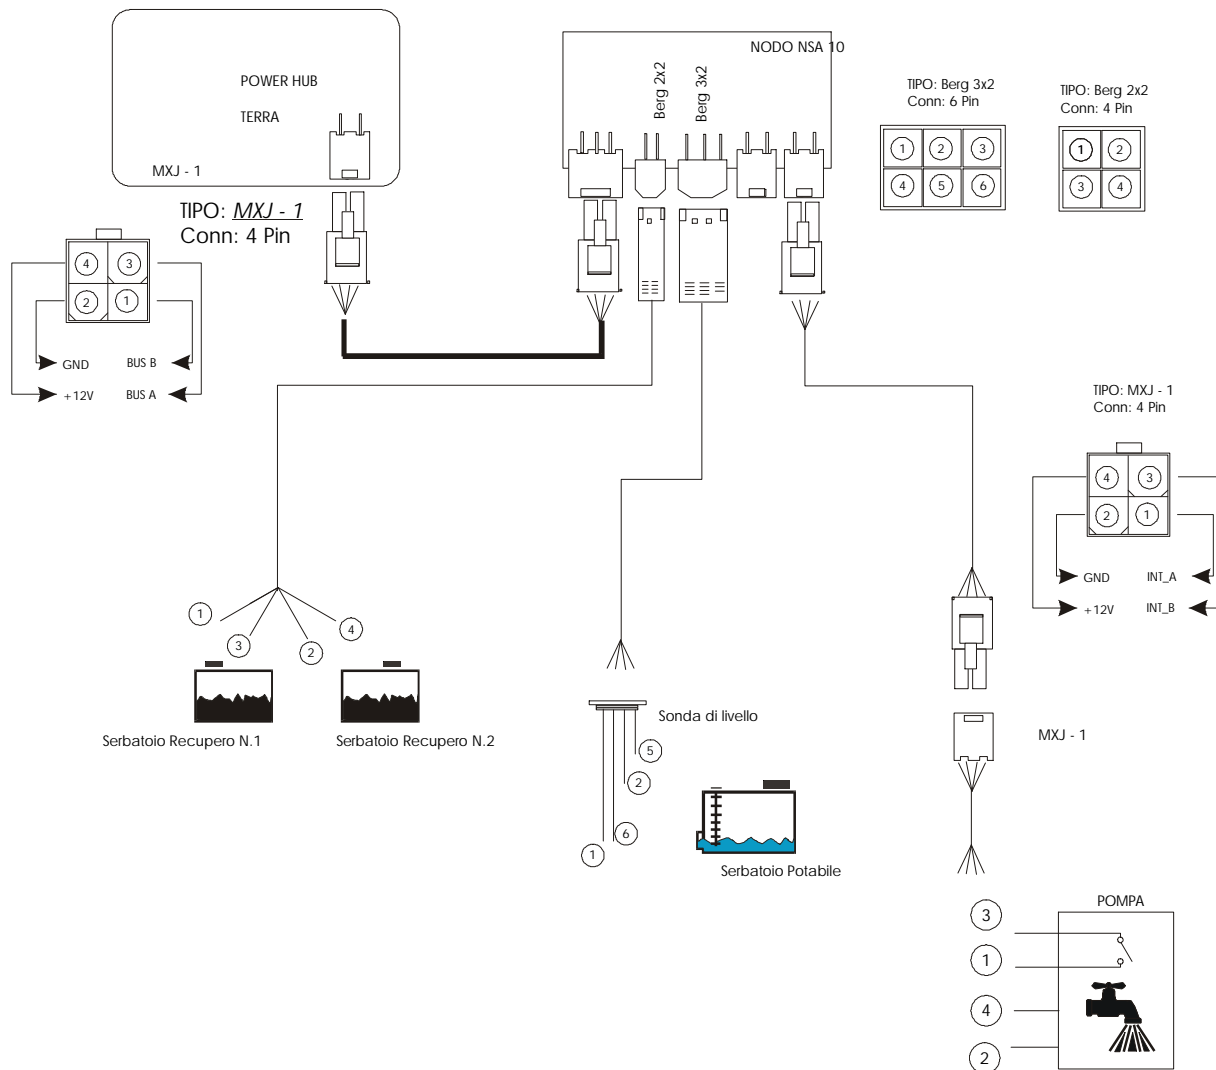 POWER HUB
TERRA
MXJ - 1
NODO NSA 10
Berg 2x2
Berg 3x2
TIPO: Berg 3x2
Conn: 6 Pin
1 2 3
4 5 6
TIPO: Berg 2x2
Conn: 4 Pin
1 2
3 4
TIPO: MXJ - 1
Conn: 4 Pin
4 3
2 1
GND BUS B
+12V BUS A
TIPO: MXJ - 1
Conn: 4 Pin
4 3
2 1
GND INT_A
+12V INT_B
1
3
2
4
Serbatoio Recupero N.1
Serbatoio Recupero N.2
Sonda di livello
5
2
6
1
Serbatoio Potabile
MXJ - 1
POMPA
3
1
4
2